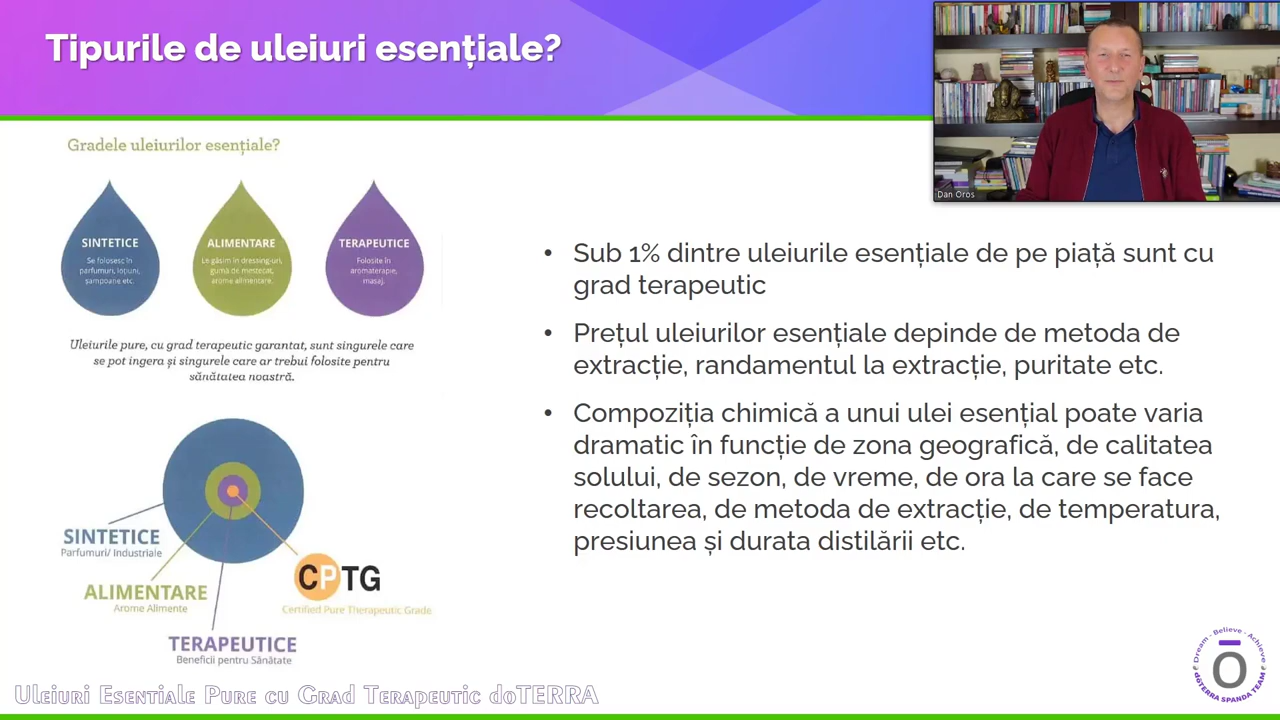 Tipurile de uleiuri esențiale?
Dan Oros
Gradele uleiurilor esențiale?
SINTETICE
Se folosesc în
parfumuri, loțiuni,
șampoane etc.
ALIMENTARE
Le găsim în dressing-uri,
gumă de mestecat,
arome alimentare.
TERAPEUTICE
Folosite în
aromaterapie,
masaj.
Uleiurile pure, cu grad terapeutic garantat, sunt singurele care
se pot ingera și singurele care ar trebui folosite pentru
sănătatea noastră.
SINTETICE
Parfumuri/ Industriale
ALIMENTARE
Arome Alimente
TERAPEUTICE
Beneficii pentru Sănătate
CPTG
Certified Pure Therapeutic Grade
• Sub 1% dintre uleiurile esențiale de pe piață sunt cu
grad terapeutic
• Prețul uleiurilor esențiale depinde de metoda de
extracție, randamentul la extracție, puritate etc.
• Compoziția chimică a unui ulei esențial poate varia
dramatic în funcție de zona geografică, de calitatea
solului, de sezon, de vreme, de ora la care se face
recoltarea, de metoda de extracție, de temperatura,
presiunea și durata distilării etc.
Uleiuri Esentiale Pure cu Grad Terapeutic doTERRA
Dream - Believe - Achieve
Ō
dōTERRA SPANDA TEAM